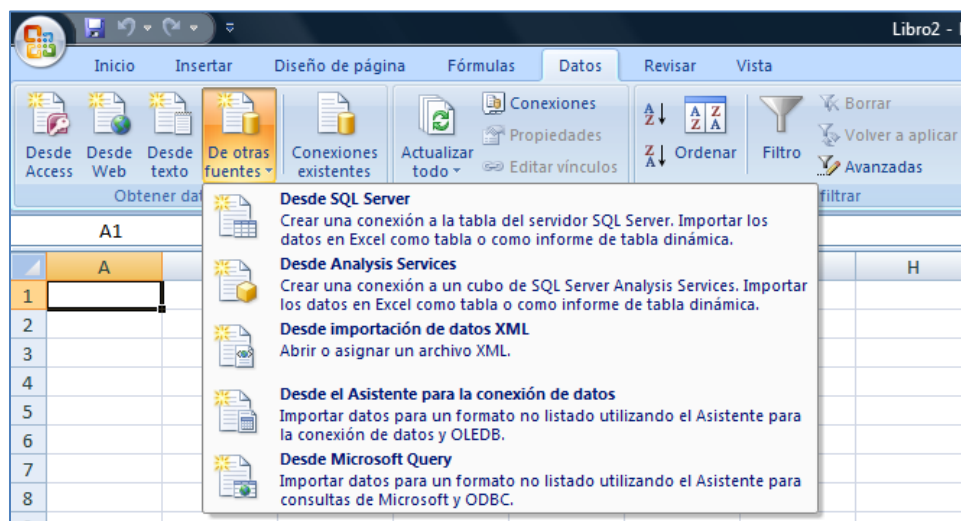 Libro2 -
Inicio Insertar Diseño de página Fórmulas Datos Revisar Vista
Desde Access
Desde Web
Desde texto
De otras fuentes
Conexiones existentes
Actualizar todo
Conexiones
Propiedades
Editar vínculos
Ordenar
Filtro
Borrar
Volver a aplicar
Avanzadas
Obtener dat
filtrar
A1
A H
1
2
3
4
5
6
7
8
Desde SQL Server
Crear una conexión a la tabla del servidor SQL Server. Importar los
datos en Excel como tabla o como informe de tabla dinámica.
Desde Analysis Services
Crear una conexión a un cubo de SQL Server Analysis Services. Importar
los datos en Excel como tabla o como informe de tabla dinámica.
Desde importación de datos XML
Abrir o asignar un archivo XML.
Desde el Asistente para la conexión de datos
Importar datos para un formato no listado utilizando el Asistente para
la conexión de datos y OLEDB.
Desde Microsoft Query
Importar datos para un formato no listado utilizando el Asistente para
consultas de Microsoft y ODBC.